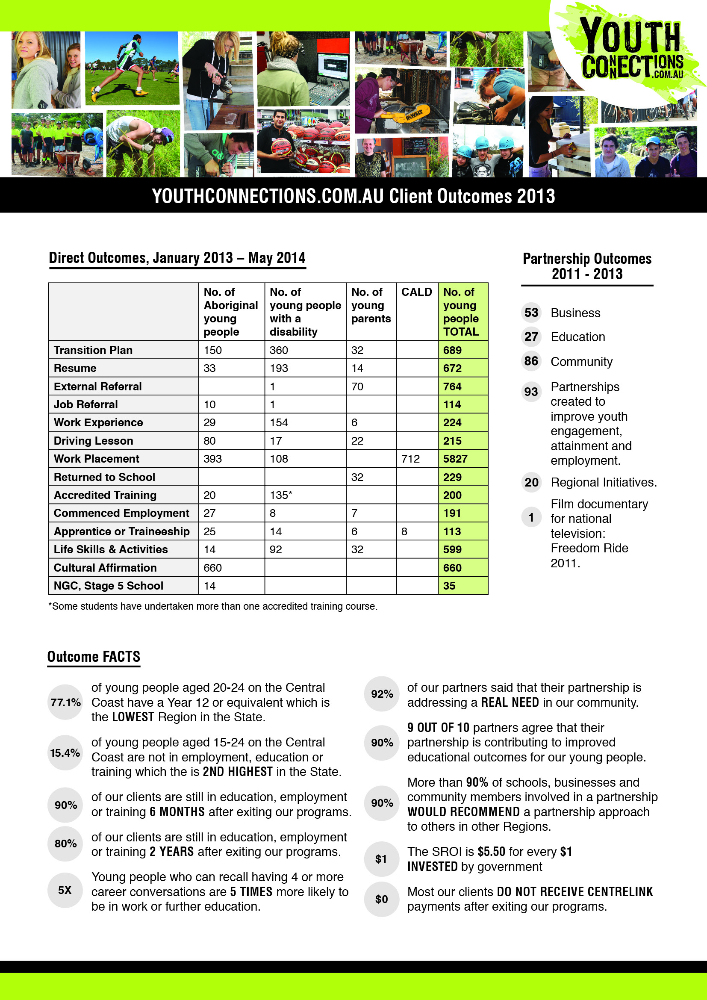 YOUTH
CONNECTIONS
.COM.AU
DEWALT
molten
YOUTHCONNECTIONS.COM.AU Client Outcomes 2013
Direct Outcomes, January 2013 – May 2014
No. of Aboriginal young people | No. of young people with a disability | No. of young parents | CALD | No. of young people TOTAL
Transition Plan 150 360 32 689
Resume 33 193 14 672
External Referral 1 70 764
Job Referral 10 1 114
Work Experience 29 154 6 224
Driving Lesson 80 17 22 215
Work Placement 393 108 712 5827
Returned to School 32 229
Accredited Training 20 135* 200
Commenced Employment 27 8 7 191
Apprentice or Traineeship 25 14 6 8 113
Life Skills & Activities 14 92 32 599
Cultural Affirmation 660 660
NGC, Stage 5 School 14 35
*Some students have undertaken more than one accredited training course.
Partnership Outcomes
2011 - 2013
53 Business
27 Education
86 Community
93 Partnerships
created to
improve youth
engagement,
attainment and
employment.
20 Regional Initiatives.
1 Film documentary
for national
television:
Freedom Ride
2011.
Outcome FACTS
77.1% of young people aged 20-24 on the Central
Coast have a Year 12 or equivalent which is
the LOWEST Region in the State.
15.4% of young people aged 15-24 on the Central
Coast are not in employment, education or
training which the is 2ND HIGHEST in the State.
90% of our clients are still in education, employment
or training 6 MONTHS after exiting our programs.
80% of our clients are still in education, employment
or training 2 YEARS after exiting our programs.
5X Young people who can recall having 4 or more
career conversations are 5 TIMES more likely to
be in work or further education.
92% of our partners said that their partnership is
addressing a REAL NEED in our community.
90% 9 OUT OF 10 partners agree that their
partnership is contributing to improved
educational outcomes for our young people.
90% More than 90% of schools, businesses and
community members involved in a partnership
WOULD RECOMMEND a partnership approach
to others in other Regions.
$1 The SROI is $5.50 for every $1
INVESTED by government
$0 Most our clients DO NOT RECEIVE CENTRELINK
payments after exiting our programs.